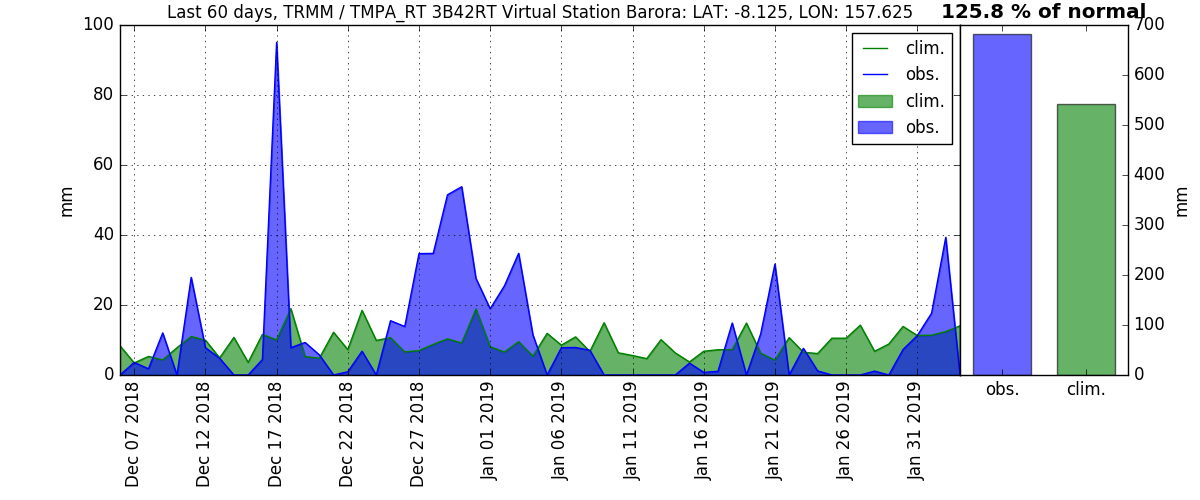 Last 60 days, TRMM / TMPA_RT 3B42RT Virtual Station Barora: LAT: -8.125, LON: 157.625
125.8 % of normal
clim.
obs.
clim.
obs.
mm
100
80
60
40
20
0
Dec 07 2018
Dec 12 2018
Dec 17 2018
Dec 22 2018
Dec 27 2018
Jan 01 2019
Jan 06 2019
Jan 11 2019
Jan 16 2019
Jan 21 2019
Jan 26 2019
Jan 31 2019
700
600
500
400
300
200
100
0
mm
obs.
clim.